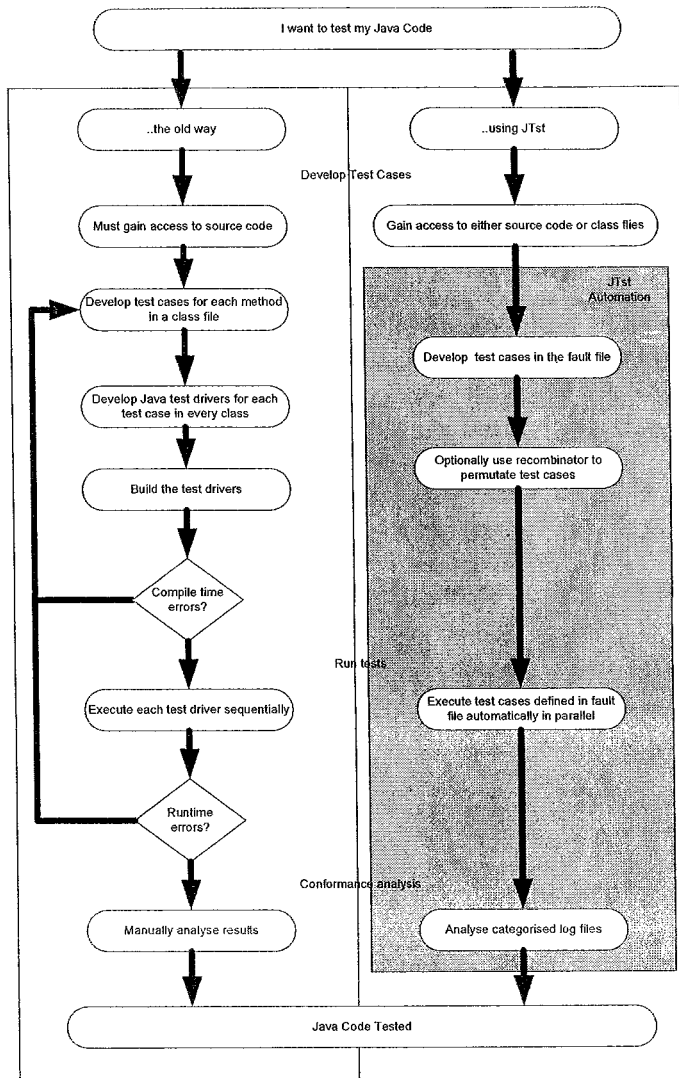 I want to test my Java Code
..the old way
..using JTst
Develop Test Cases
Must gain access to source code
Gain access to either source code or class flies
JTst
Automation
Develop test cases for each method
in a class file
Develop test cases in the fault file
Develop Java test drivers for each
test case in every class
Optionally use recombinator to
permutate test cases
Build the test drivers
Compile time
errors?
Run tests
Execute each test driver sequentially
Execute test cases defined in fault
file automatically in parallel
Runtime
errors?
Conformance analysis
Manually analyse results
Analyse categorised log files
Java Code Tested